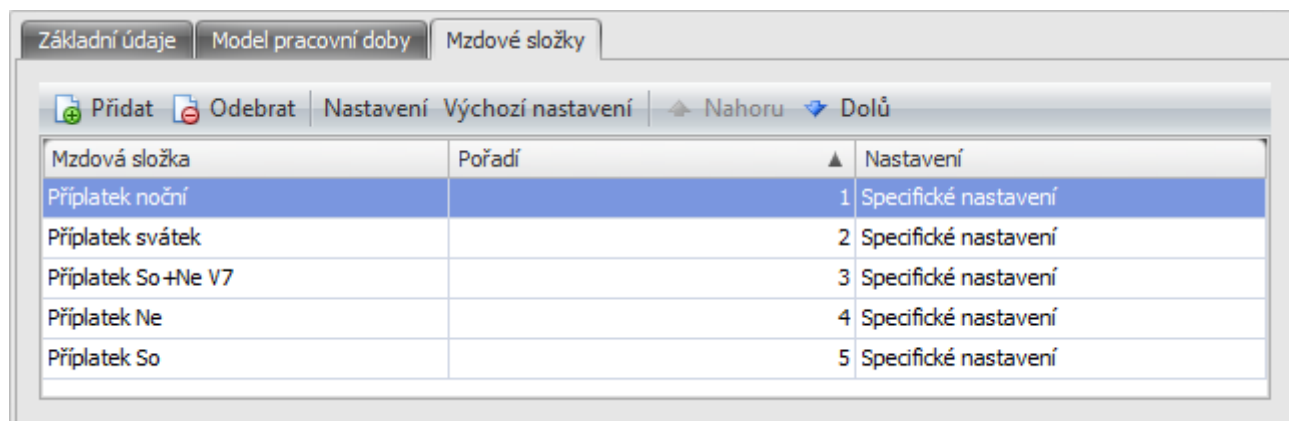 Základní údaje Model pracovní doby Mzdové složky
Přidat Odebrat Nastavení Výchozí nastavení Nahoru Dolů
Mzdová složka Pořadí Nastavení
Příplatek noční 1 Specifické nastavení
Příplatek svátek 2 Specifické nastavení
Příplatek So+Ne V7 3 Specifické nastavení
Příplatek Ne 4 Specifické nastavení
Příplatek So 5 Specifické nastavení